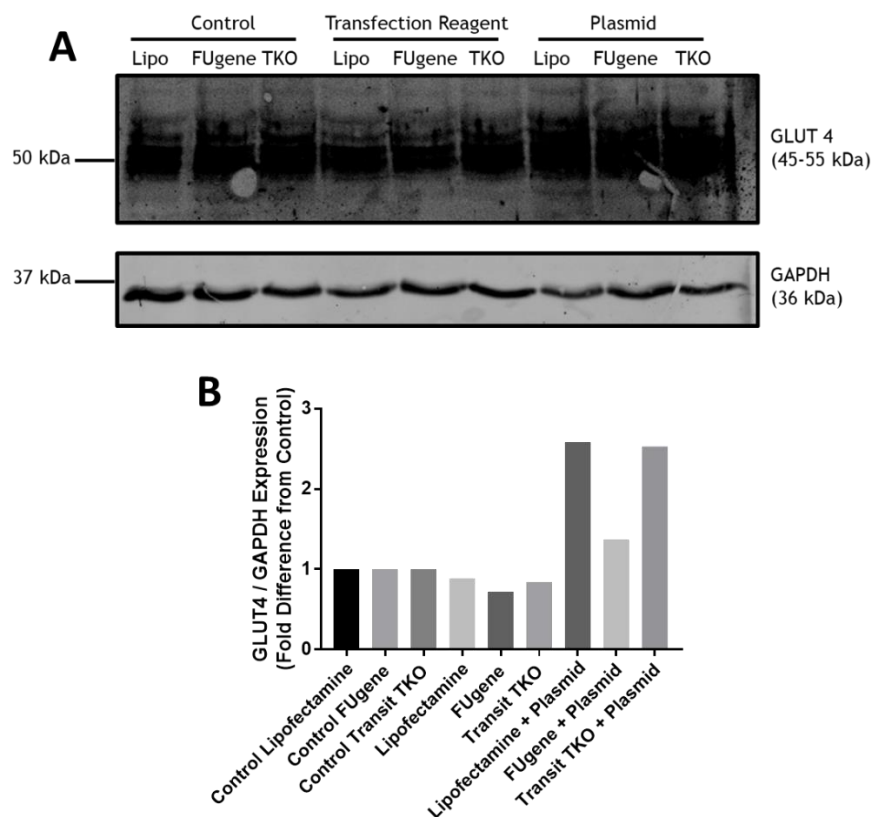 A
Control Transfection Reagent Plasmid
Lipo FUgene TKO Lipo FUgene TKO Lipo FUgene TKO
50 kDa
GLUT 4
(45-55 kDa)
37 kDa
GAPDH
(36 kDa)
B
GLUT4 / GAPDH Expression
(Fold Difference from Control)
3
2
1
0
Control Lipofectamine
Control FUgene
Control Transit TKO
Lipofectamine
FUgene
Transit TKO
Lipofectamine + Plasmid
FUgene + Plasmid
Transit TKO + Plasmid